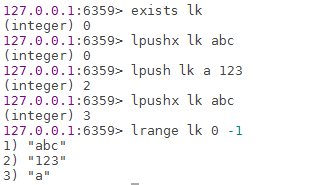 127.0.0.1:6359> exists lk
(integer) 0
127.0.0.1:6359> lpushx lk abc
(integer) 0
127.0.0.1:6359> lpush lk a 123
(integer) 2
127.0.0.1:6359> lpushx lk abc
(integer) 3
127.0.0.1:6359> lrange lk 0 -1
1) "abc"
2) "123"
3) "a"